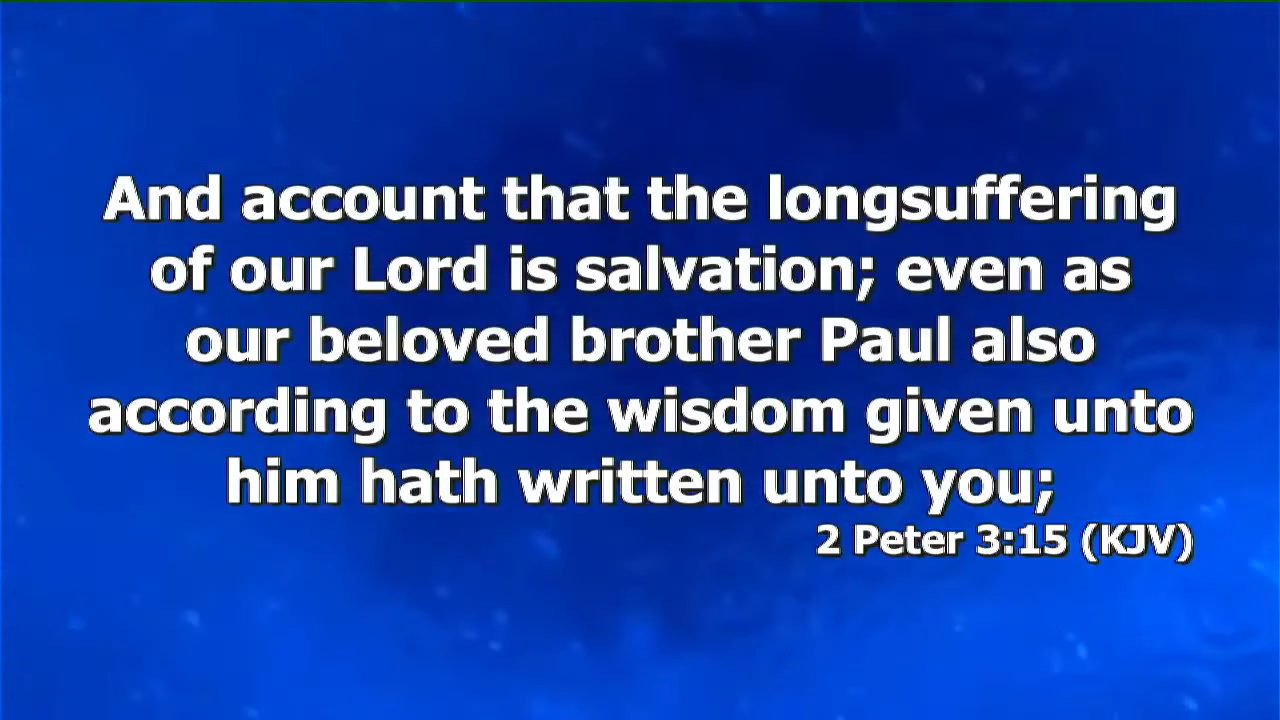 And account that the longsuffering
of our Lord is salvation; even as
our beloved brother Paul also
according to the wisdom given unto
him hath written unto you;
2 Peter 3:15 (KJV)